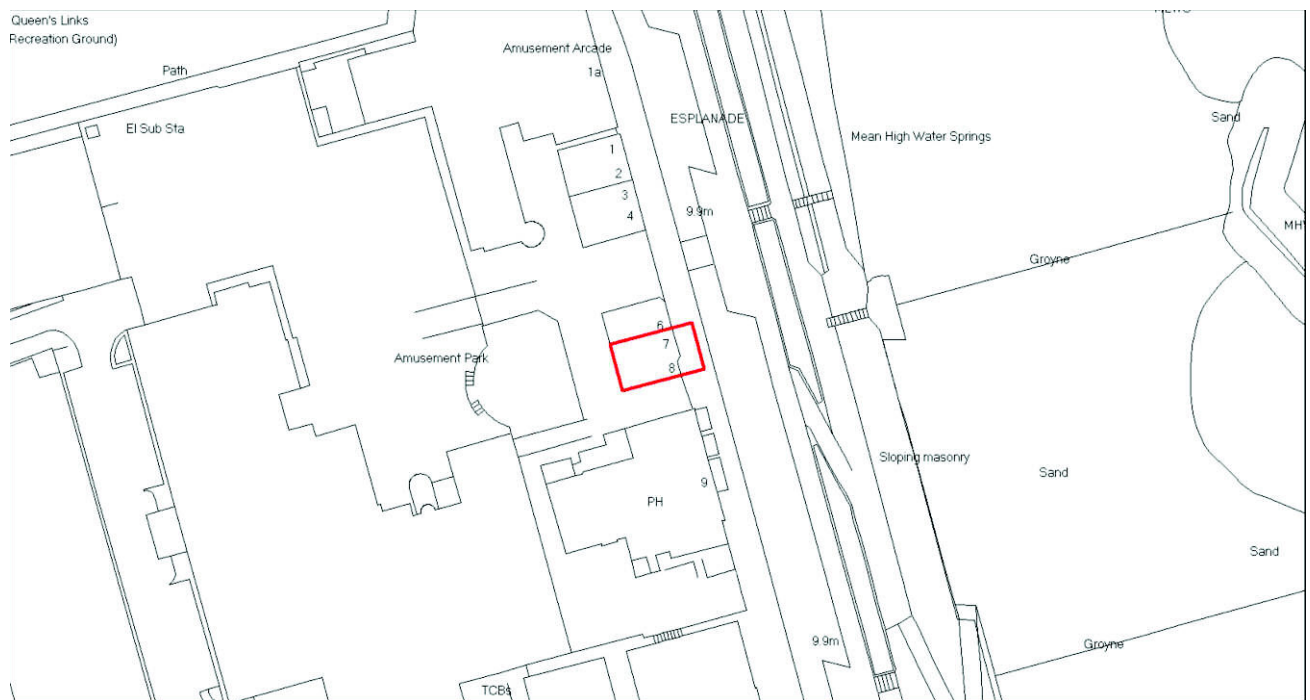 Queen's Links
Recreation Ground)
Amusement Arcade
1a
Path
El Sub Sta
ESPLANADE
Sand
Mean High Water Springs
1
2
3
4
9.9m
Groyne
6
7
8
Amusement Park
Sloping masonry
Sand
9
PH
Sand
9.9m
Groyne
TCBs